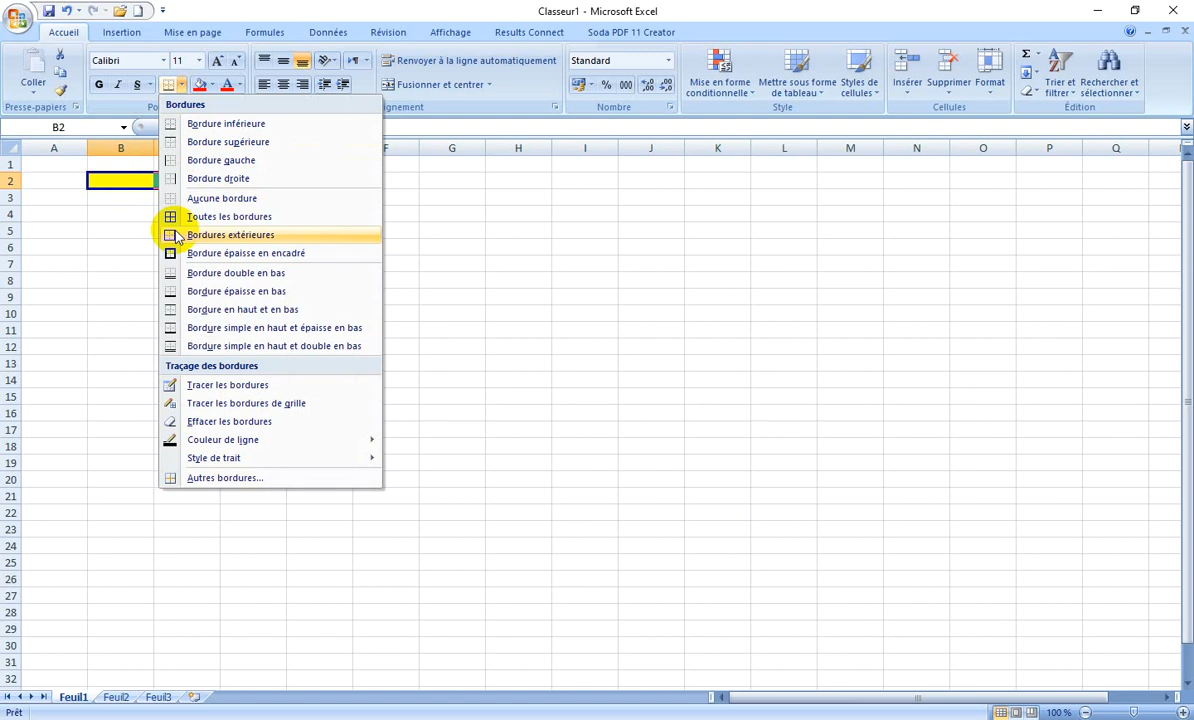 Classeur1 - Microsoft Excel
Accueil Insertion Mise en page Formules Données Révision Affichage Results Connect Soda PDF 11 Creator
Coller Calibri 11 A A Renvoyer à la ligne automatiquement Standard Mise en forme conditionnelle Mettre sous forme de tableau Styles de cellules Insérer Supprimer Format Σ Trier et filtrer Rechercher et sélectionner
G I S A Fusionner et centrer % 000
Presse-papiers Po lignement Nombre Style Cellules Édition
B2
A B F G H I J K L M N O P Q
1
2
3
4
5
6
7
8
9
10
11
12
13
14
15
16
17
18
19
20
21
22
23
24
25
26
27
28
29
30
31
32
Bordures
Bordure inférieure
Bordure supérieure
Bordure gauche
Bordure droite
Aucune bordure
Toutes les bordures
Bordures extérieures
Bordure épaisse en encadré
Bordure double en bas
Bordure épaisse en bas
Bordure en haut et en bas
Bordure simple en haut et épaisse en bas
Bordure simple en haut et double en bas
Traçage des bordures
Tracer les bordures
Tracer les bordures de grille
Effacer les bordures
Couleur de ligne
Style de trait
Autres bordures...
Feuil1 Feuil2 Feuil3
Prêt 100 %